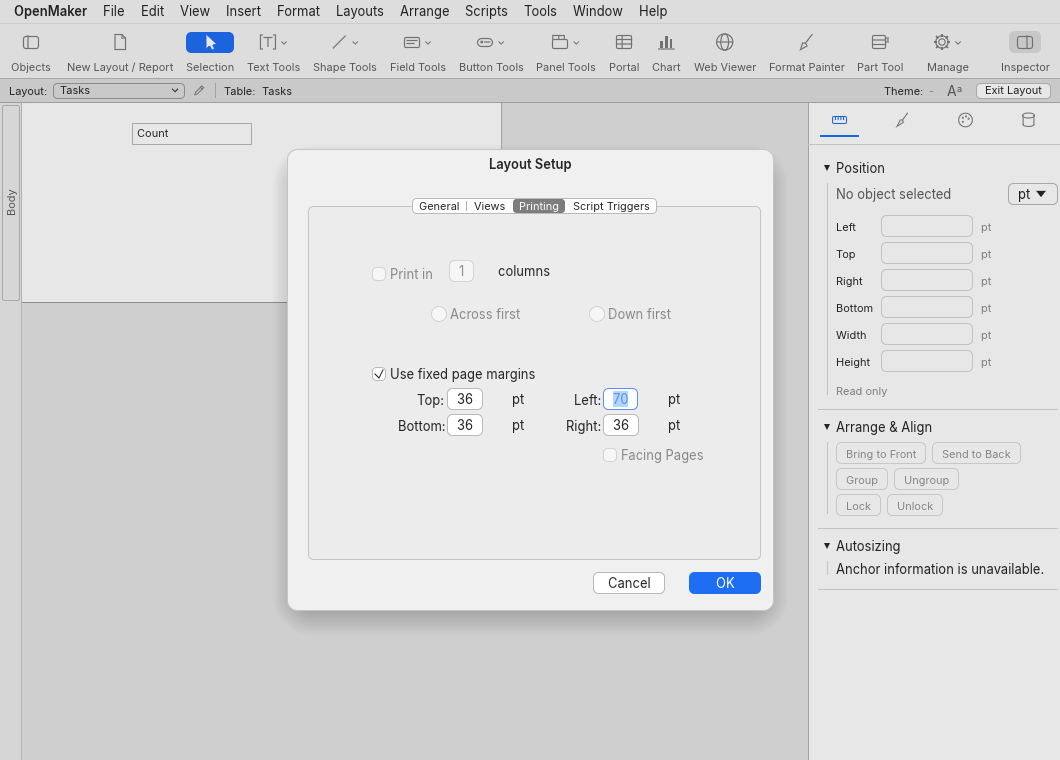 OpenMaker File Edit View Insert Format Layouts Arrange Scripts Tools Window Help
Objects New Layout / Report Selection Text Tools Shape Tools Field Tools Button Tools Panel Tools Portal Chart Web Viewer Format Painter Part Tool Manage Inspector
Layout: Tasks Table: Tasks Theme: - Aa Exit Layout
Count
Body
Layout Setup
General Views Printing Script Triggers
Print in 1 columns
Across first Down first
Use fixed page margins
Top: 36 pt Left: 70 pt
Bottom: 36 pt Right: 36 pt
Facing Pages
Cancel OK
Position
No object selected pt
Left pt
Top pt
Right pt
Bottom pt
Width pt
Height pt
Read only
Arrange & Align
Bring to Front Send to Back
Group Ungroup
Lock Unlock
Autosizing
Anchor information is unavailable.